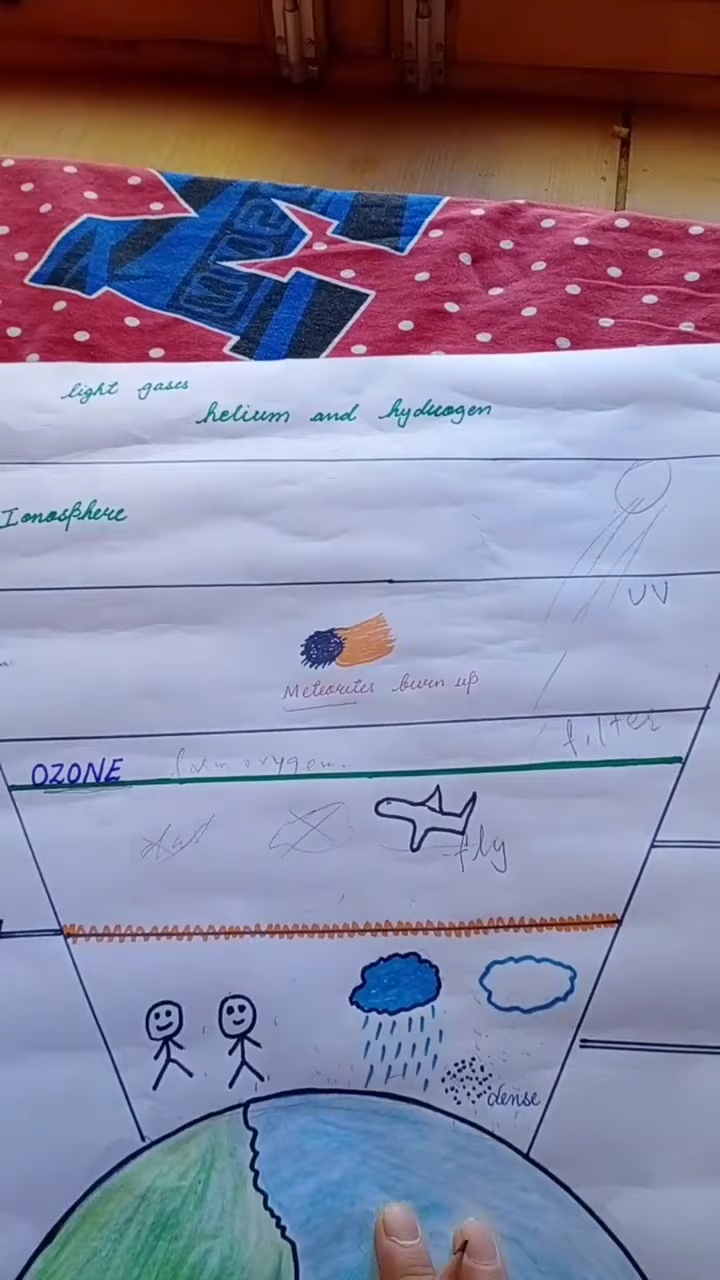 light gases
helium and hydrogen
Ionosphere
UV
Meteorites burn up
filter
OZONE
fly
dense